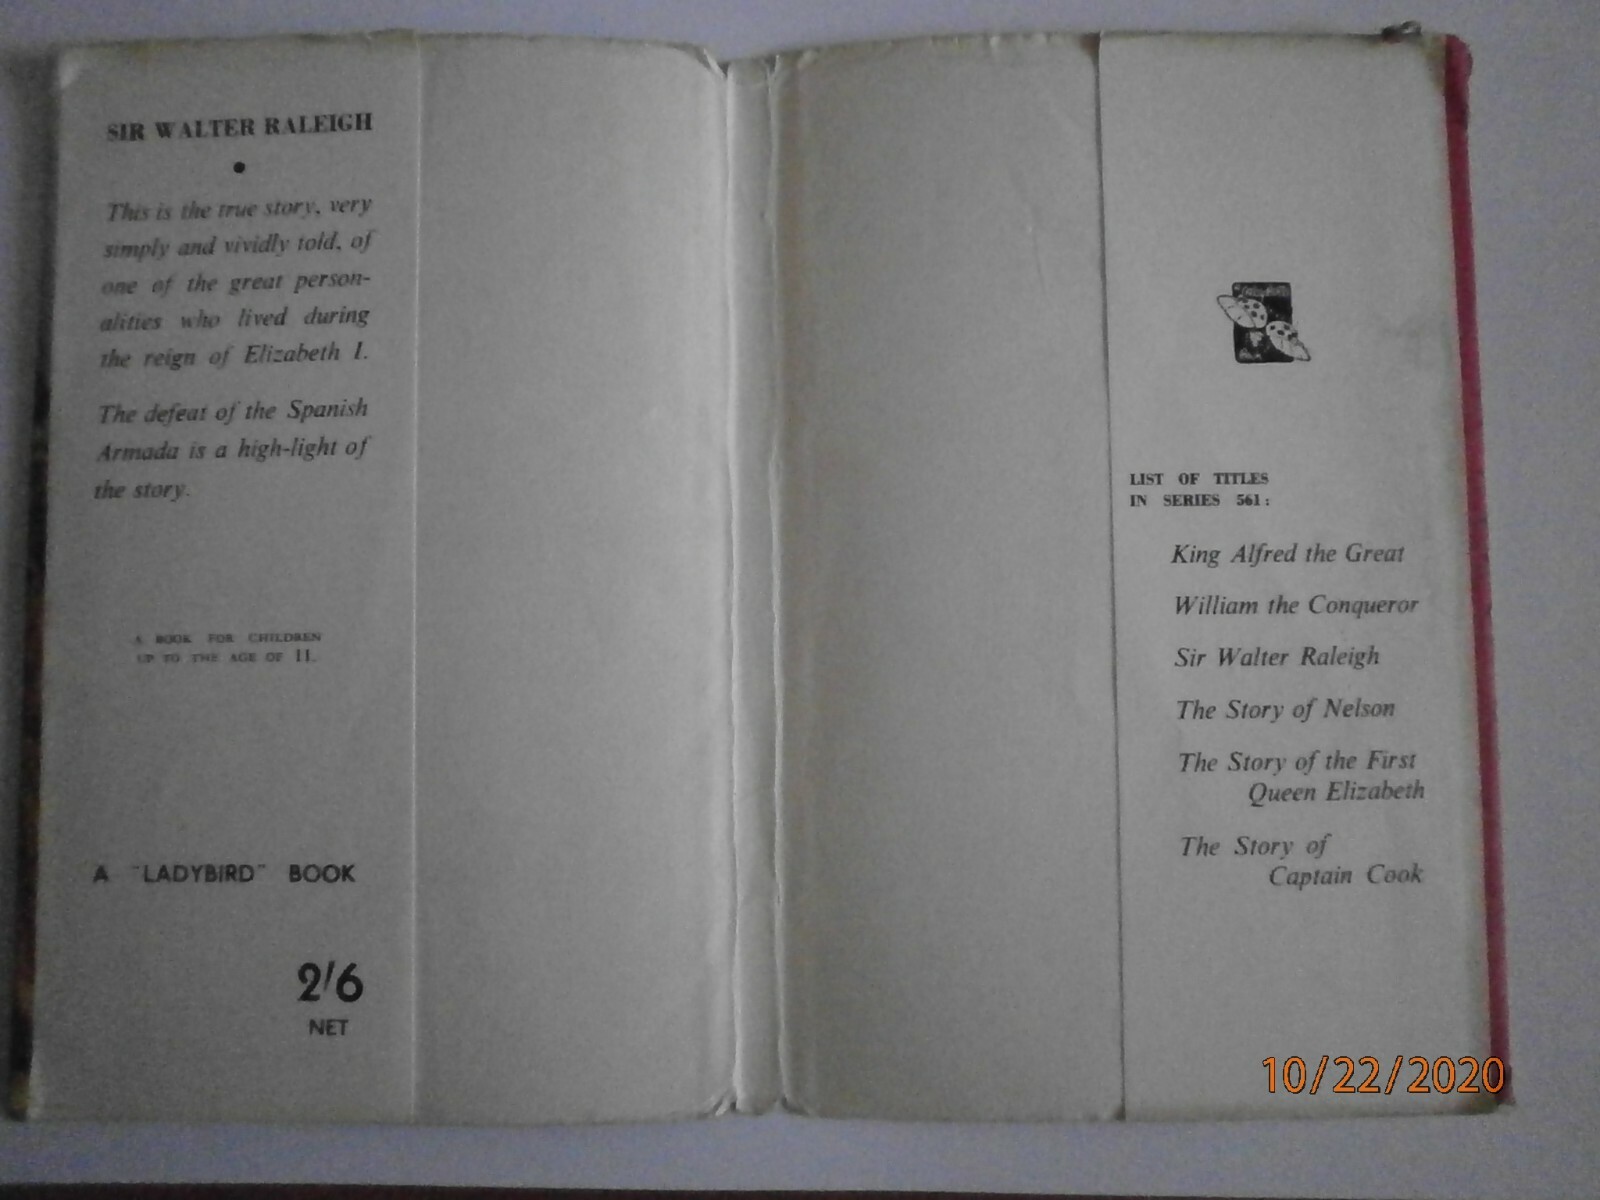 SIR WALTER RALEIGH
This is the true story, very
simply and vividly told, of
one of the great person-
alities who lived during
the reign of Elizabeth I.
The defeat of the Spanish
Armada is a high-light of
the story.
A BOOK FOR CHILDREN
UP TO THE AGE OF 11.
A "LADYBIRD" BOOK
2/6
NET
LIST OF TITLES
IN SERIES 561:
King Alfred the Great
William the Conqueror
Sir Walter Raleigh
The Story of Nelson
The Story of the First
Queen Elizabeth
The Story of
Captain Cook
10/22/2020